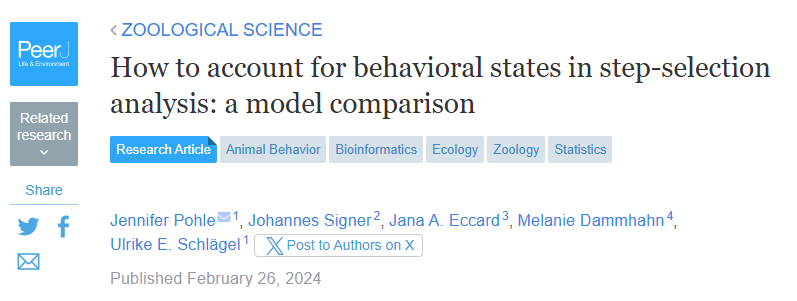 PeerJ
Life & Environment
Related
research
Share
< ZOOLOGICAL SCIENCE
How to account for behavioral states in step-selection
analysis: a model comparison
Research Article Animal Behavior Bioinformatics Ecology Zoology Statistics
Jennifer Pohle 1, Johannes Signer 2, Jana A. Eccard 3, Melanie Dammhahn 4,
Ulrike E. Schlägel 1 Post to Authors on X
Published February 26, 2024